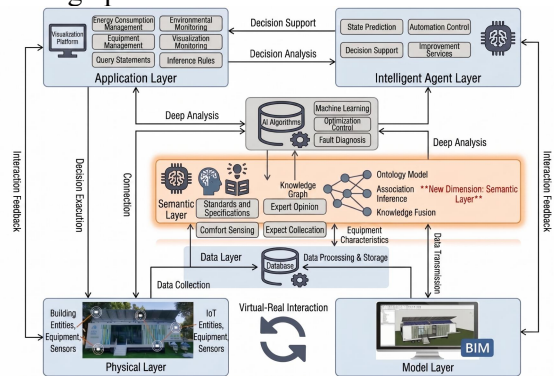 Visualization
Platform
Energy Consumption
Management
Environmental
Monitoring
Equipment
Management
Visualization
Monitoring
Query Statements
Inference Rules
Application Layer
Decision Support
Decision Analysis
State Prediction
Automation Control
Decision Support
Improvement
Services
Intelligent Agent Layer
Deep Analysis
AI Algorithms
Machine Learning
Optimization
Control
Fault Diagnosis
Deep Analysis
Interaction Feedback
Decision Execution
Connection
Interaction Feedback
Semantic
Layer
Knowledge
Graph
Standards and
Specifications
Expert Opinion
Comfort Sensing
Expect Collecation
Ontology Model
Association
Inference
Knowledge Fusion
**New Dimension: Semantic
Layer**
Equipment
Characteristics
Data Layer
Database
Data Processing & Storage
Data Transmission
Data Collection
Building
Entities,
Equipment,
Sensors
IoT
Entities,
Equipment,
Sensors
Physical Layer
Virtual-Real Interaction
BIM
Model Layer